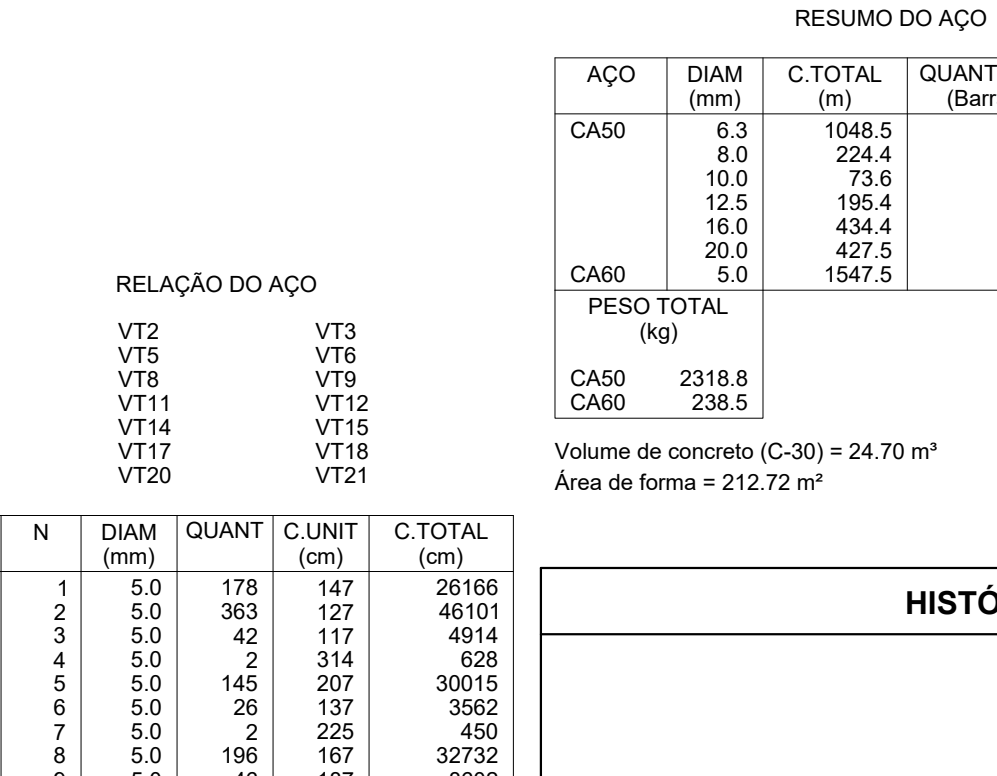 RESUMO DO AÇO
AÇO DIAM C.TOTAL QUANT
(mm) (m) (Barr
CA50 6.3 1048.5
8.0 224.4
10.0 73.6
12.5 195.4
16.0 434.4
20.0 427.5
CA60 5.0 1547.5
PESO TOTAL
(kg)
CA50 2318.8
CA60 238.5
Volume de concreto (C-30) = 24.70 m³
Área de forma = 212.72 m²
RELAÇÃO DO AÇO
VT2 VT3
VT5 VT6
VT8 VT9
VT11 VT12
VT14 VT15
VT17 VT18
VT20 VT21
N DIAM QUANT C.UNIT C.TOTAL
(mm) (cm) (cm)
1 5.0 178 147 26166
2 5.0 363 127 46101
3 5.0 42 117 4914
4 5.0 2 314 628
5 5.0 145 207 30015
6 5.0 26 137 3562
7 5.0 2 225 450
8 5.0 196 167 32732
HISTÓ